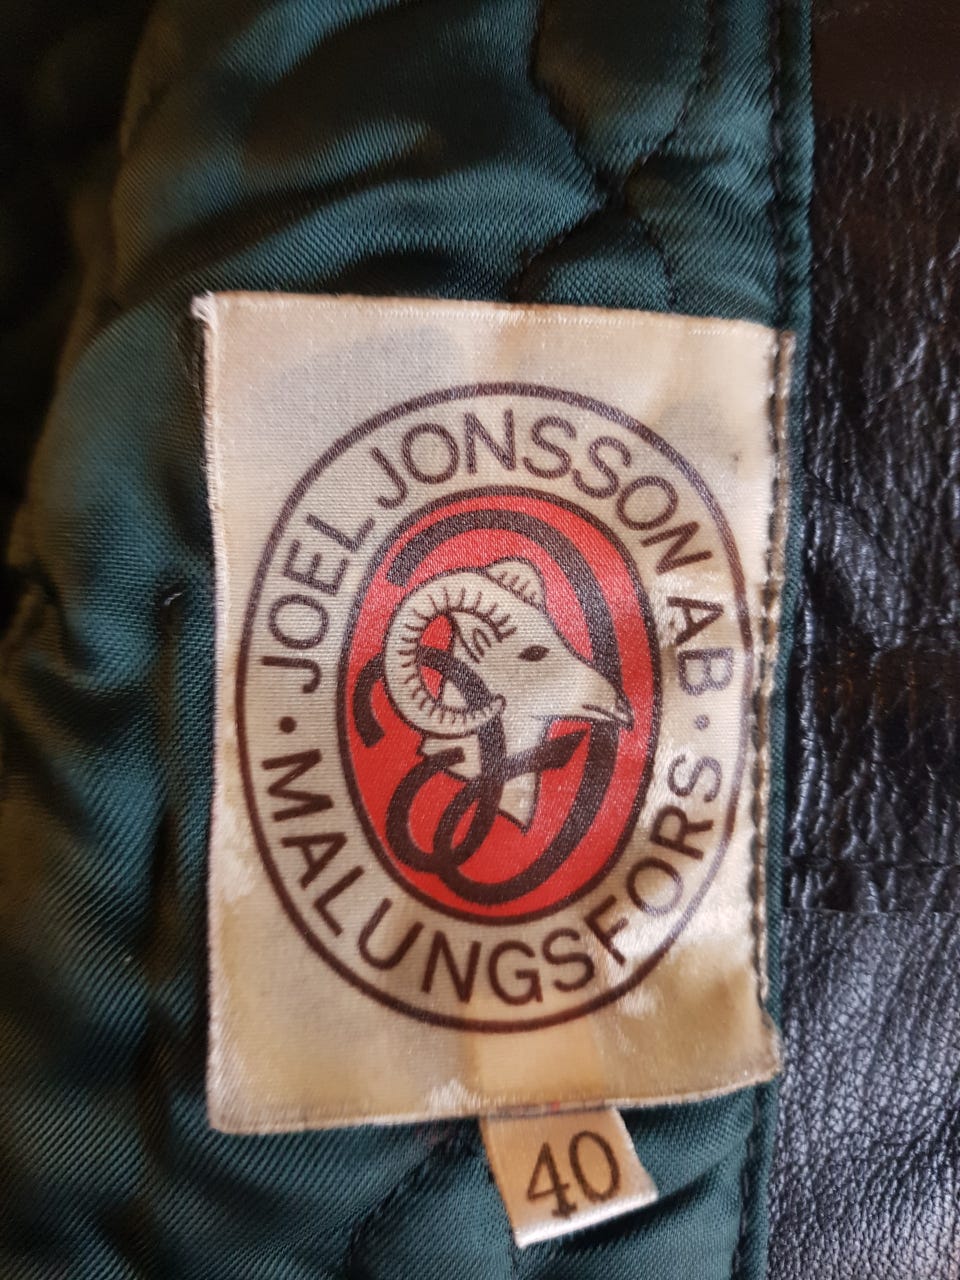 JOEL JONSSON AB
• MALUNGSFORS •
40